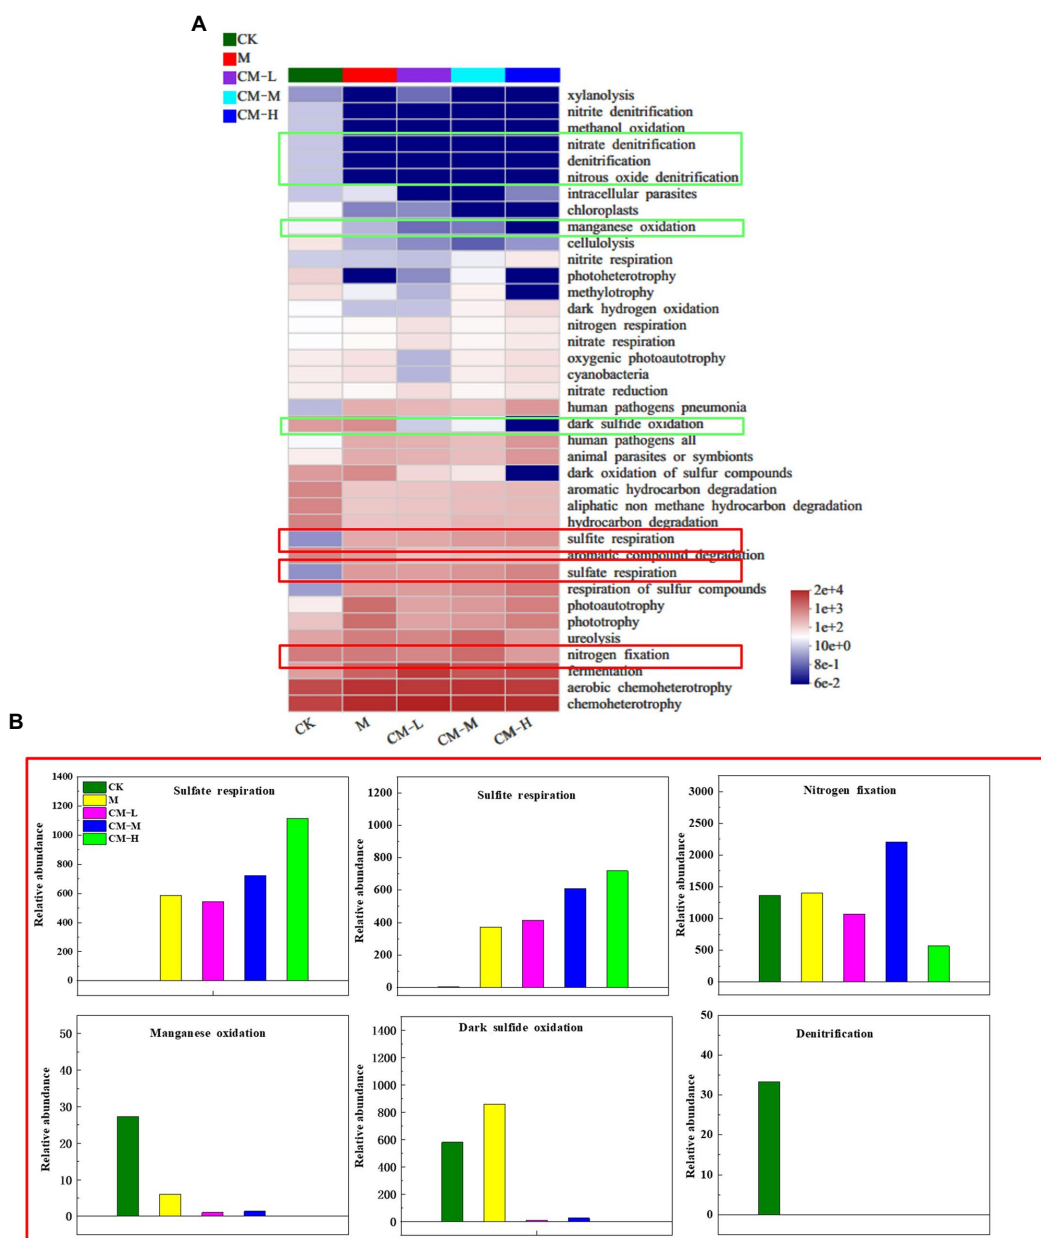 A
CK
M
CM-L
CM-M
CM-H
xylanolysis
nitrite denitrification
methanol oxidation
nitrate denitrification
denitrification
nitrous oxide denitrification
intracellular parasites
chloroplasts
manganese oxidation
cellulolysis
nitrite respiration
photoheterotrophy
methylotrophy
dark hydrogen oxidation
nitrogen respiration
nitrate respiration
oxygenic photoautotrophy
cyanobacteria
nitrate reduction
human pathogens pneumonia
dark sulfide oxidation
human pathogens all
animal parasites or symbionts
dark oxidation of sulfur compounds
aromatic hydrocarbon degradation
aliphatic non methane hydrocarbon degradation
hydrocarbon degradation
sulfite respiration
aromatic compound degradation
sulfate respiration
respiration of sulfur compounds
photoautotrophy
phototrophy
ureolysis
nitrogen fixation
fermentation
aerobic chemoheterotrophy
chemoheterotrophy
2e+4
1e+3
1e+2
10e+0
8e-1
6e-2
CK M CM-L CM-M CM-H
B
Sulfate respiration
CK
M
CM-L
CM-M
CM-H
Relative abundance
1400
1200
1000
800
600
400
200
0
Sulfite respiration
Relative abundance
1200
1000
800
600
400
200
0
Nitrogen fixation
Relative abundance
3000
2500
2000
1500
1000
500
0
Manganese oxidation
Relative abundance
50
40
30
20
10
0
Dark sulfide oxidation
Relative abundance
1400
1200
1000
800
600
400
200
0
Denitrification
Relative abundance
50
40
30
20
10
0